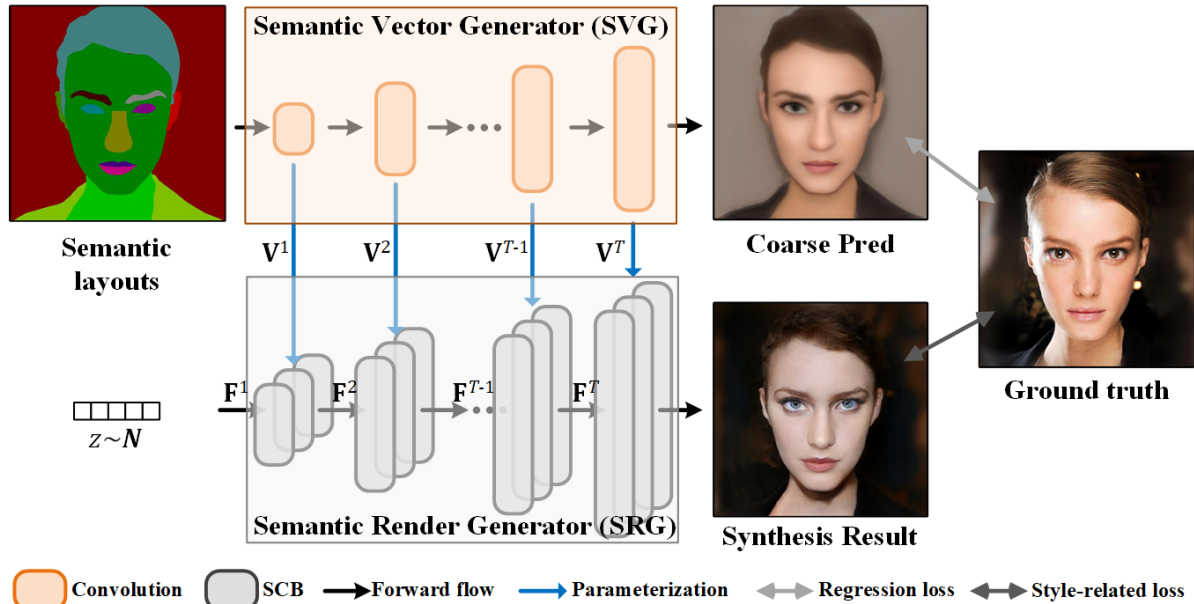 Semantic Vector Generator (SVG)
Semantic
layouts
V¹
V²
Vᵀ⁻¹
Vᵀ
Coarse Pred
F¹
F²
Fᵀ⁻¹
Fᵀ
z~N
Ground truth
Semantic Render Generator (SRG)
Synthesis Result
Convolution
SCB
Forward flow
Parameterization
Regression loss
Style-related loss